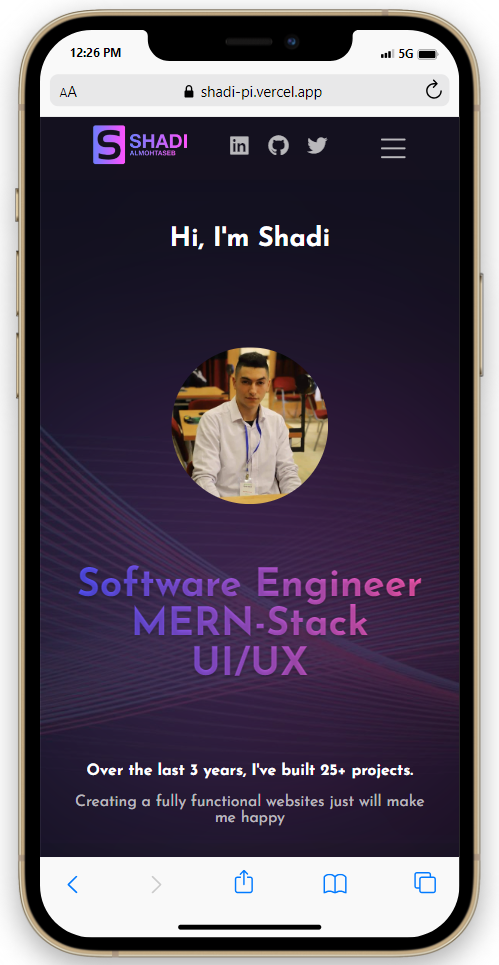 12:26 PM
5G
AA
shadi-pi.vercel.app
S SHADI
ALMOHTASEB
in
Hi, I'm Shadi
Software Engineer
MERN-Stack
UI/UX
Over the last 3 years, I've built 25+ projects.
Creating a fully functional websites just will make
me happy